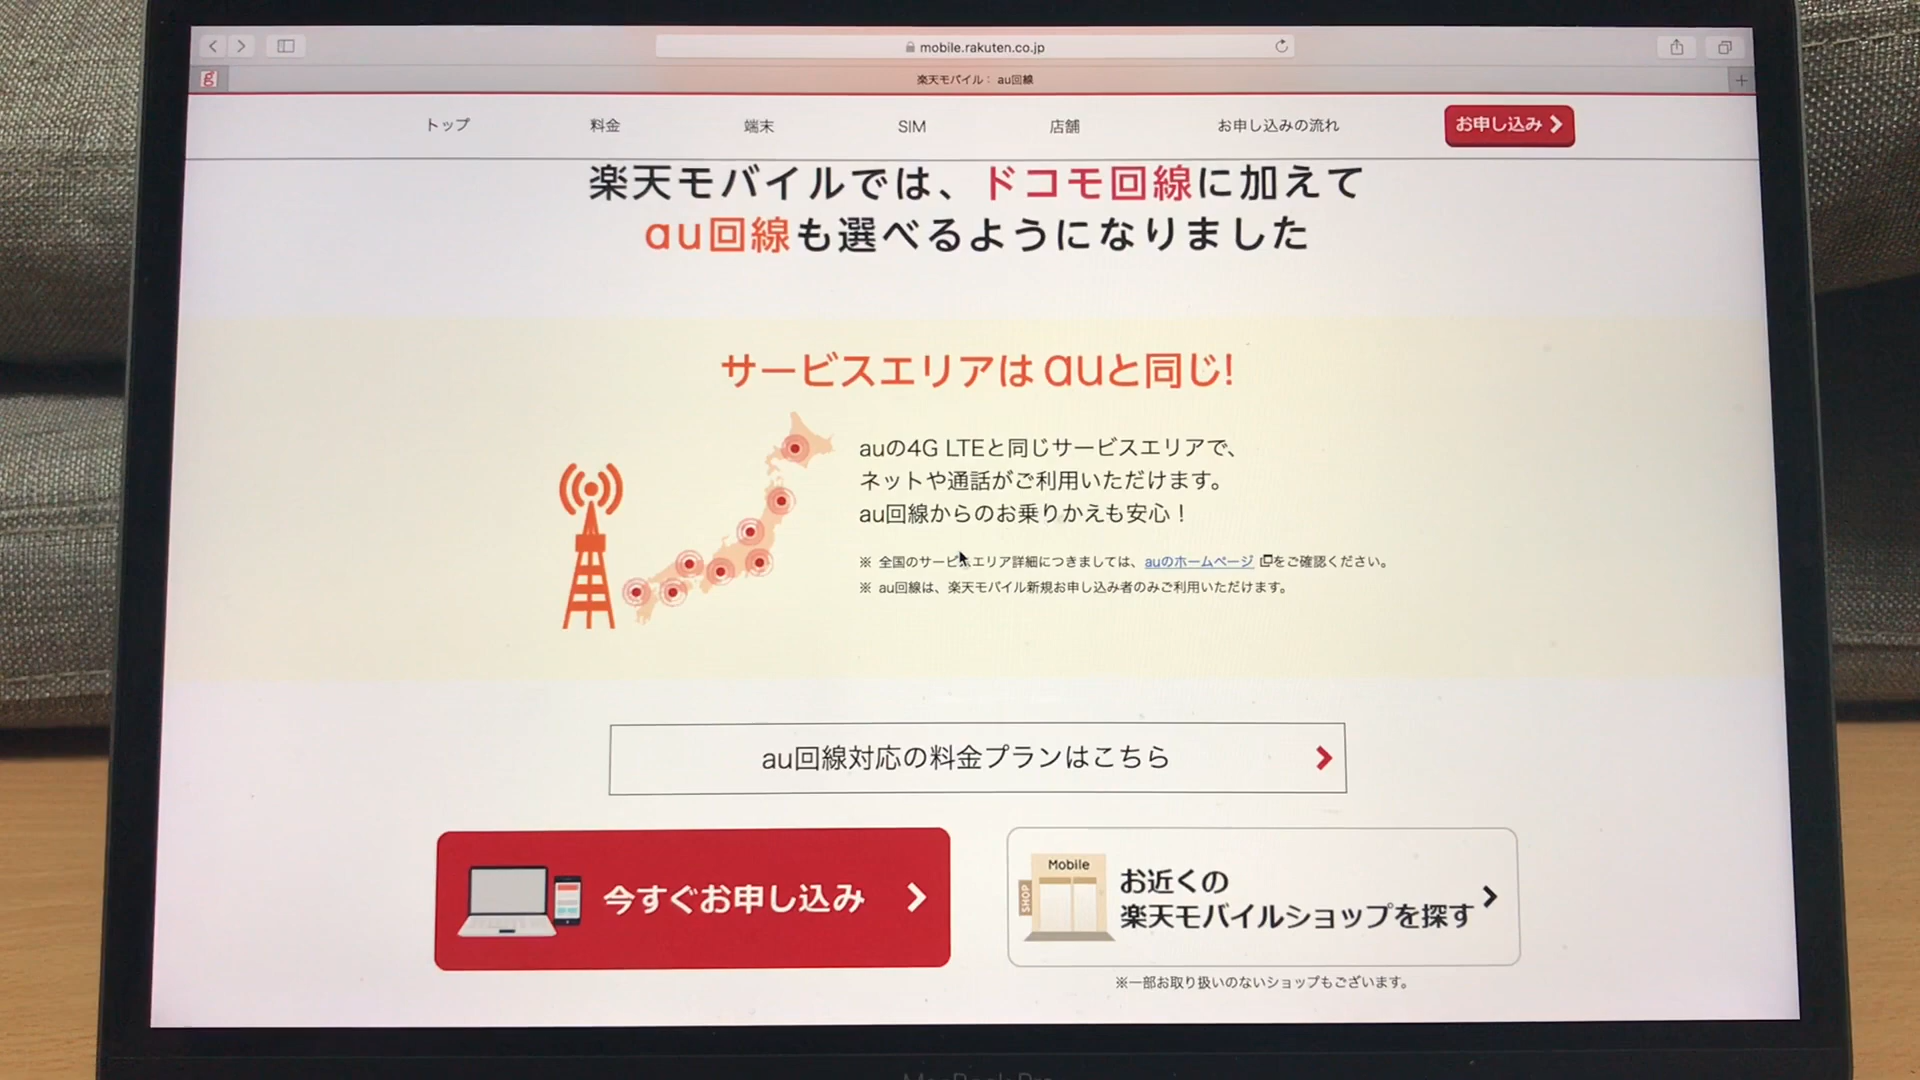 mobile.rakuten.co.jp
g
楽天モバイル： au回線
トップ
料金
端末
SIM
店舗
お申し込みの流れ
お申し込み
楽天モバイルでは、ドコモ回線に加えて
au回線も選べるようになりました
サービスエリアはauと同じ!
auの4G LTEと同じサービスエリアで、
ネットや通話がご利用いただけます。
au回線からのお乗りかえも安心！
※ 全国のサービスエリア詳細につきましては、auのホームページ をご確認ください。
※ au回線は、楽天モバイル新規お申し込み者のみご利用いただけます。
au回線対応の料金プランはこちら
今すぐお申し込み
Mobile
SHOP
お近くの
楽天モバイルショップを探す
※一部お取り扱いのないショップもございます。
MacBook Pro